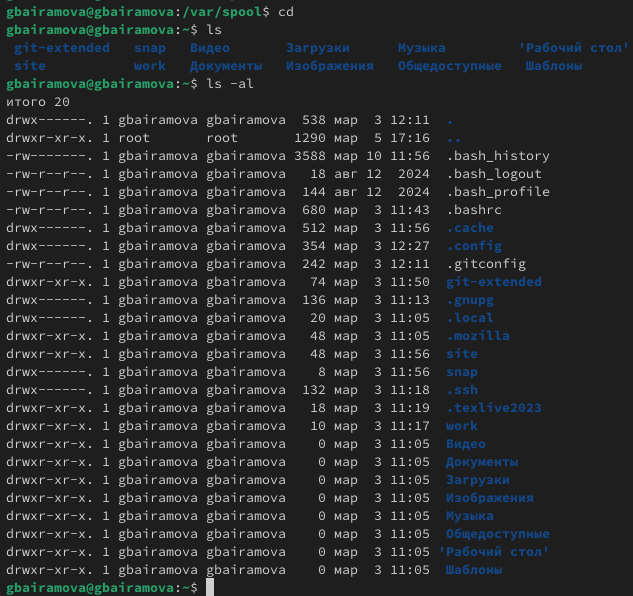 gbairamova@gbairamova:/var/spool$ cd
gbairamova@gbairamova:~$ ls
git-extended snap Видео Загрузки Музыка 'Рабочий стол'
site work Документы Изображения Общедоступные Шаблоны
gbairamova@gbairamova:~$ ls -al
итого 20
drwx------. 1 gbairamova gbairamova 538 мар 3 12:11 .
drwxr-xr-x. 1 root root 1290 мар 5 17:16 ..
-rw-------. 1 gbairamova gbairamova 3588 мар 10 11:56 .bash_history
-rw-r--r--. 1 gbairamova gbairamova 18 авг 12 2024 .bash_logout
-rw-r--r--. 1 gbairamova gbairamova 144 авг 12 2024 .bash_profile
-rw-r--r--. 1 gbairamova gbairamova 680 мар 3 11:43 .bashrc
drwx------. 1 gbairamova gbairamova 512 мар 3 11:56 .cache
drwx------. 1 gbairamova gbairamova 354 мар 3 12:27 .config
-rw-r--r--. 1 gbairamova gbairamova 242 мар 3 12:11 .gitconfig
drwxr-xr-x. 1 gbairamova gbairamova 74 мар 3 11:50 git-extended
drwx------. 1 gbairamova gbairamova 136 мар 3 11:13 .gnupg
drwx------. 1 gbairamova gbairamova 20 мар 3 11:05 .local
drwxr-xr-x. 1 gbairamova gbairamova 48 мар 3 11:05 .mozilla
drwxr-xr-x. 1 gbairamova gbairamova 48 мар 3 11:56 site
drwx------. 1 gbairamova gbairamova 8 мар 3 11:56 snap
drwx------. 1 gbairamova gbairamova 132 мар 3 11:18 .ssh
drwxr-xr-x. 1 gbairamova gbairamova 18 мар 3 11:19 .texlive2023
drwxr-xr-x. 1 gbairamova gbairamova 10 мар 3 11:17 work
drwxr-xr-x. 1 gbairamova gbairamova 0 мар 3 11:05 Видео
drwxr-xr-x. 1 gbairamova gbairamova 0 мар 3 11:05 Документы
drwxr-xr-x. 1 gbairamova gbairamova 0 мар 3 11:05 Загрузки
drwxr-xr-x. 1 gbairamova gbairamova 0 мар 3 11:05 Изображения
drwxr-xr-x. 1 gbairamova gbairamova 0 мар 3 11:05 Музыка
drwxr-xr-x. 1 gbairamova gbairamova 0 мар 3 11:05 Общедоступные
drwxr-xr-x. 1 gbairamova gbairamova 0 мар 3 11:05 'Рабочий стол'
drwxr-xr-x. 1 gbairamova gbairamova 0 мар 3 11:05 Шаблоны
gbairamova@gbairamova:~$